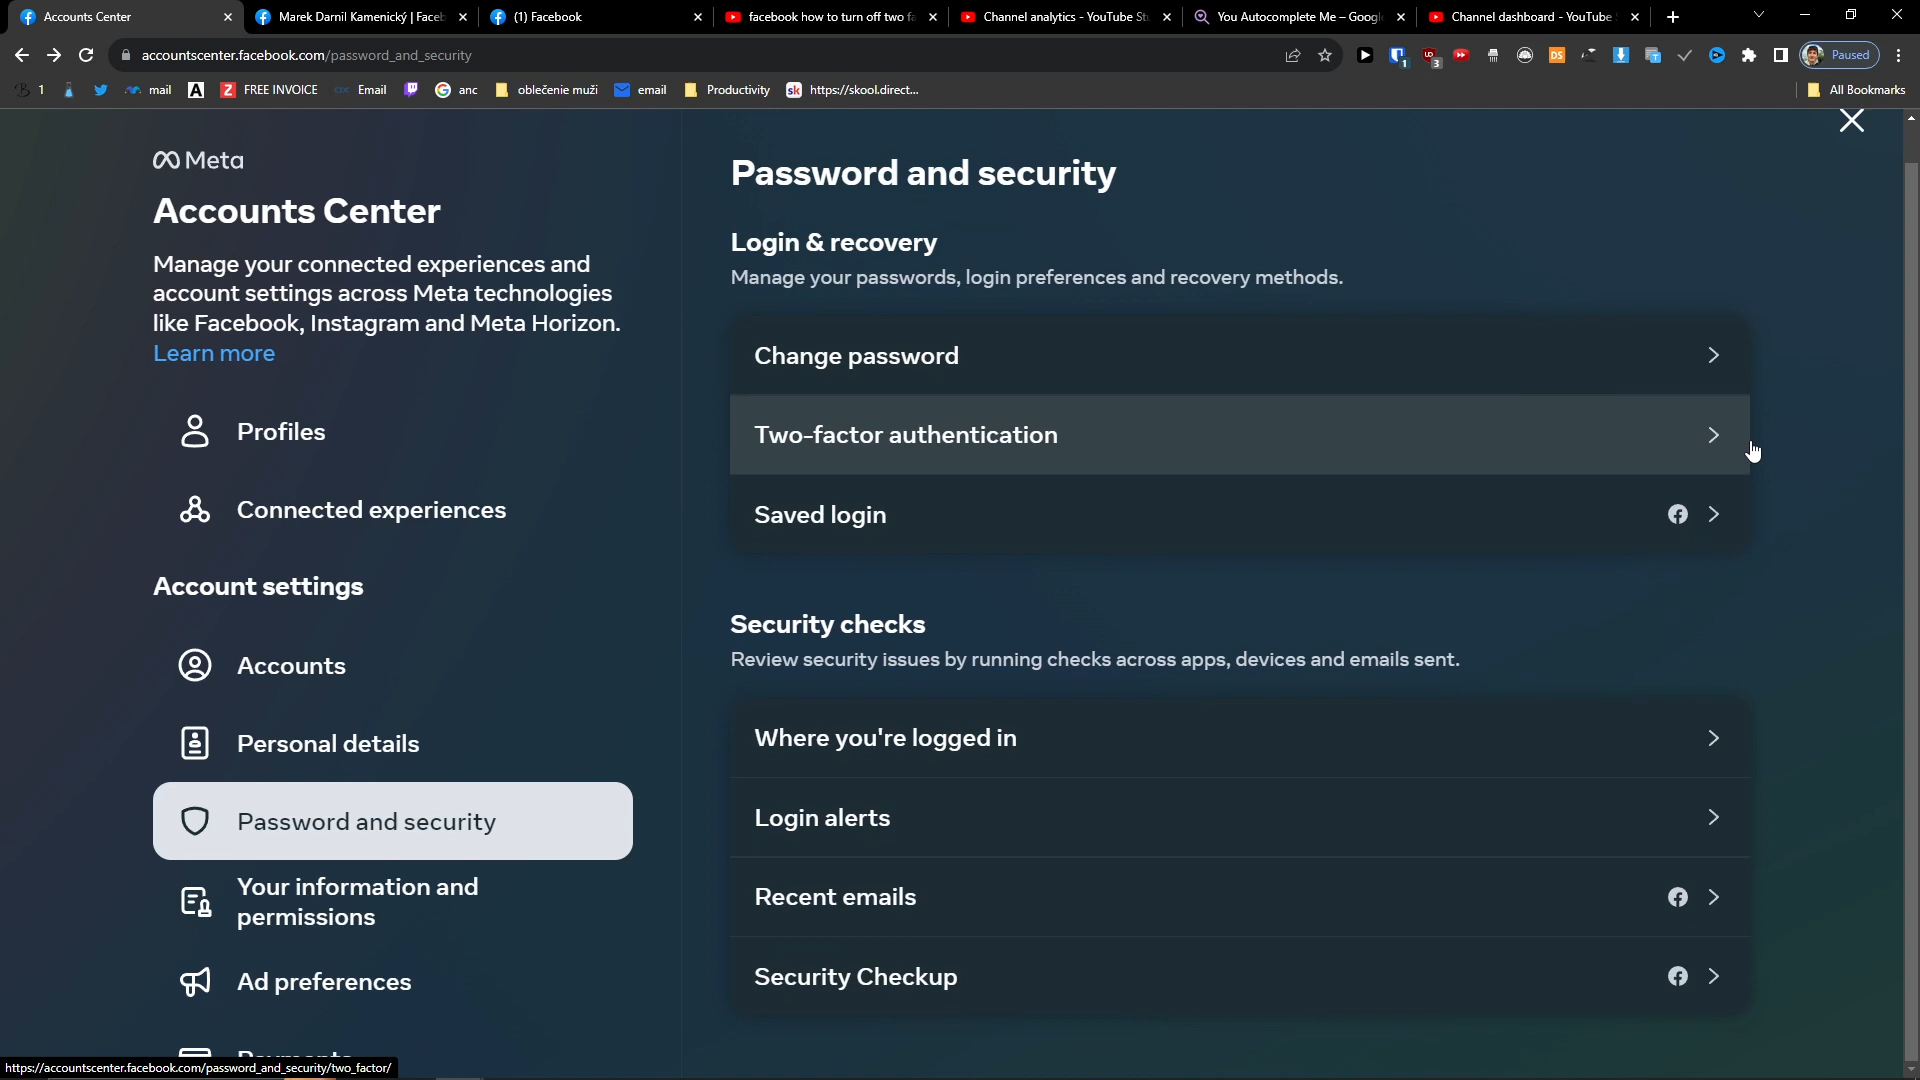 Accounts Center
Marek Darnil Kamenický | Faceb
(1) Facebook
facebook how to turn off two fa
Channel analytics - YouTube St
You Autocomplete Me – Google
Channel dashboard - YouTube
accountscenter.facebook.com/password_and_security
1
3
DS
Paused
1
mail
A
Z FREE INVOICE
Email
anc
oblečenie muži
email
Productivity
sk https://skool.direct...
All Bookmarks
Meta
Accounts Center
Manage your connected experiences and
account settings across Meta technologies
like Facebook, Instagram and Meta Horizon.
Learn more
Profiles
Connected experiences
Account settings
Accounts
Personal details
Password and security
Your information and
permissions
Ad preferences
Password and security
Login & recovery
Manage your passwords, login preferences and recovery methods.
Change password
Two-factor authentication
Saved login
Security checks
Review security issues by running checks across apps, devices and emails sent.
Where you're logged in
Login alerts
Recent emails
Security Checkup
https://accountscenter.facebook.com/password_and_security/two_factor/